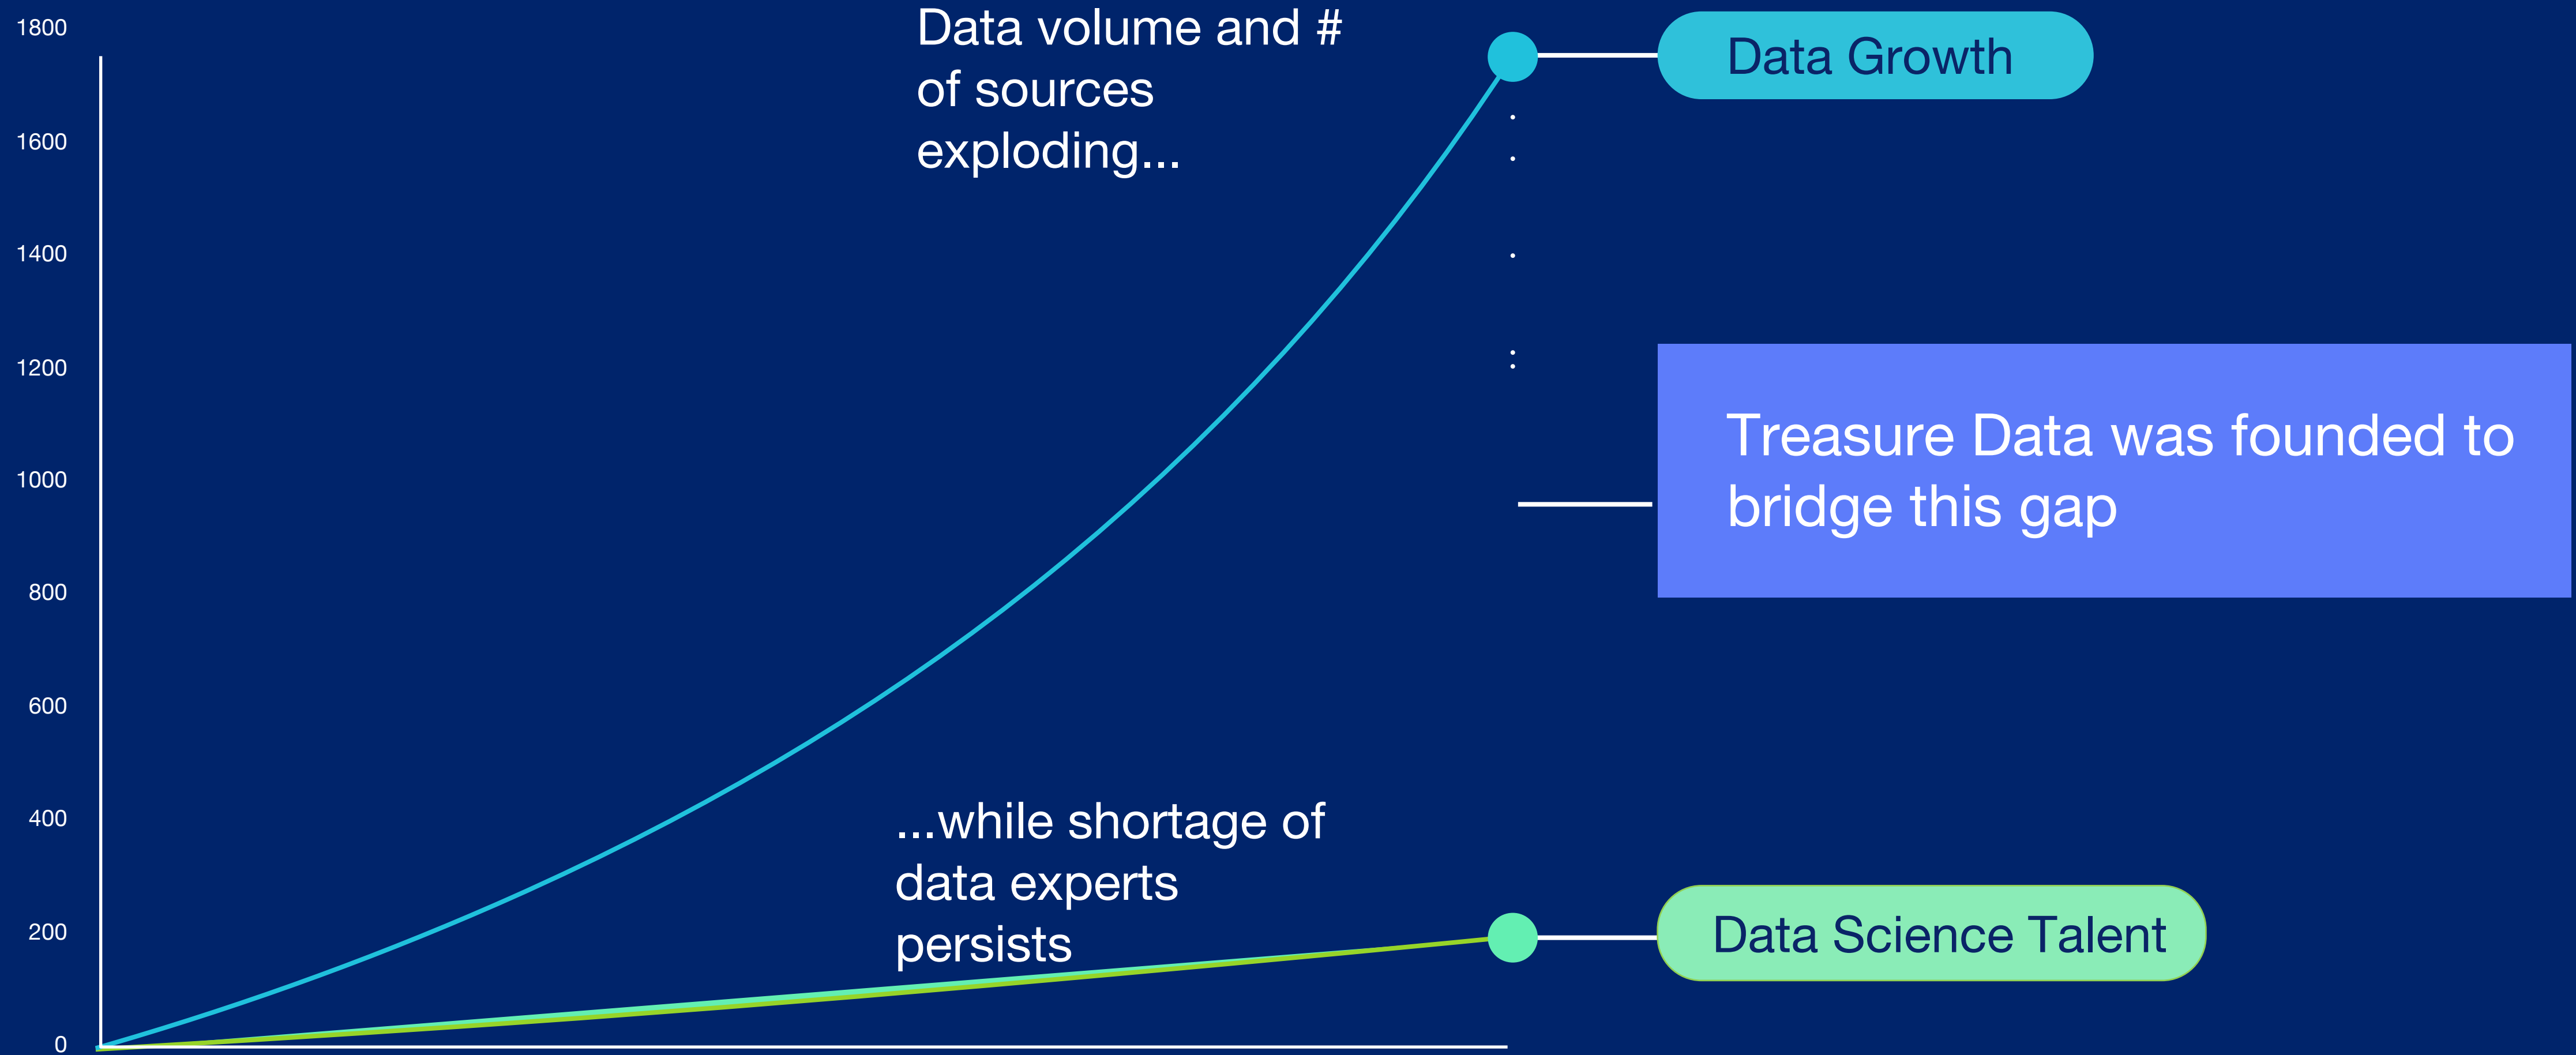 1800
1600
1400
1200
1000
800
600
400
200
0
Data volume and #
of sources
exploding...
Data Growth
Treasure Data was founded to
bridge this gap
...while shortage of
data experts
persists
Data Science Talent